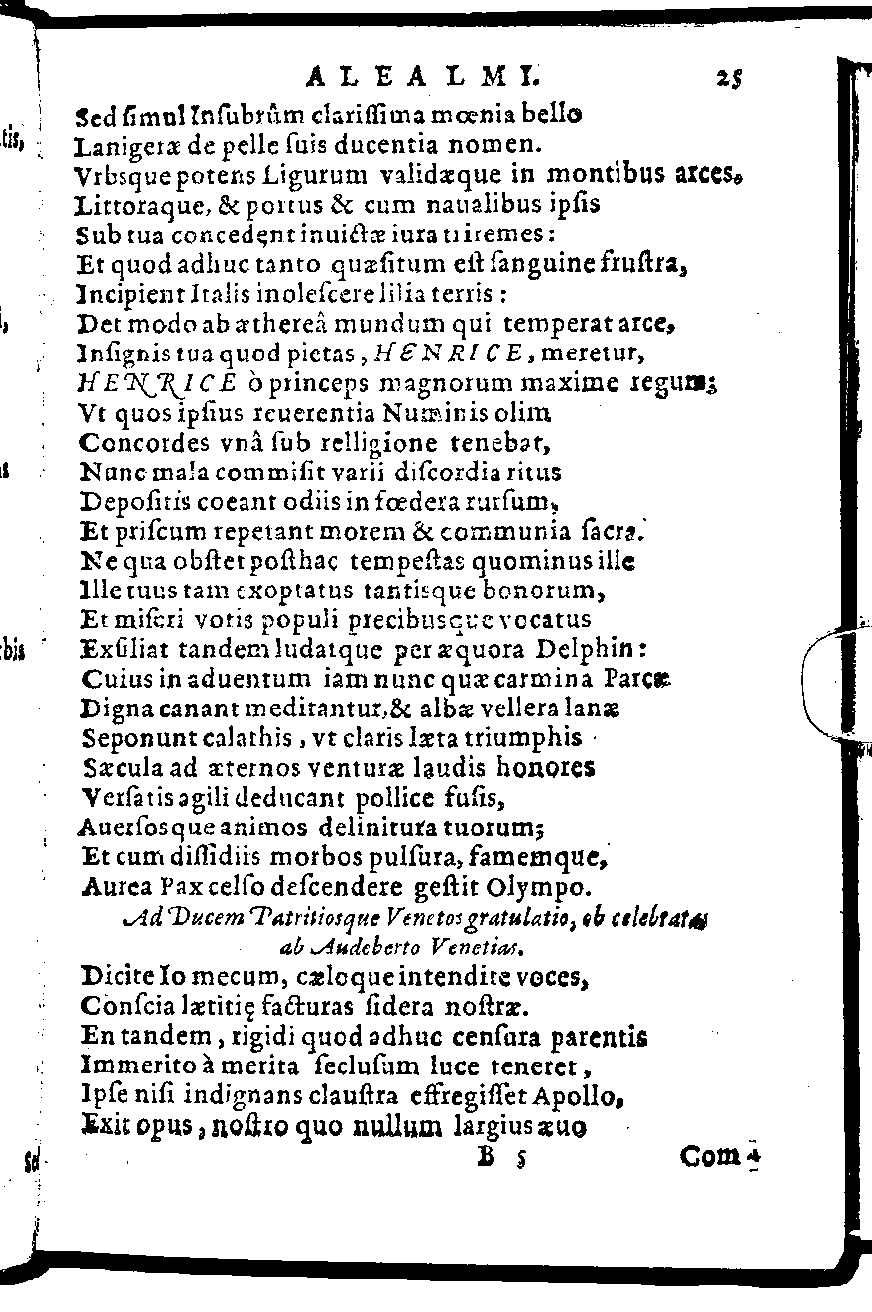 ALEALMI. 25
Sed ſimul Inſubrûm clariſſima mœnia bello
Lanigeræ de pelle ſuis ducentia nomen.
Vrbsque potens Ligurum validæque in montibus arces.
Littoraque, & portus & cum naualibus ipſis
Sub tua concedent inuictæ iura triremes:
Et quod adhuc tanto quæſitum eſt ſanguine fruſtra,
Incipient Italis inoleſcere lilia terris:
Det modo ab æthereâ mundum qui temperat arce,
Inſignis tua quod pietas, HENRICE, meretur,
HENRICE ò princeps magnorum maxime regum;
Vt quos ipſius reuerentia Numinis olim
Concordes vnâ ſub relligione tenebat,
Nunc mala commiſit varii diſcordia ritus
Depoſitis coeant odiis in fœdera rurſum,
Et priſcum repetant morem & communia ſacra.
Ne qua obſtet poſthac tempeſtas quominus ille
Ille tuus tam exoptatus tantisque bonorum,
Et miſeri votis populi precibusque vocatus
Exſiliat tandem ludatque per æquora Delphin:
Cuius in aduentum iam nunc quæ carmina Parcæ
Digna canant meditantur, & albæ vellera lanæ
Seponunt calathis, vt claris læta triumphis
Sæcula ad æternos venturæ laudis honores
Verſatis agili deducant pollice fuſis,
Auerſosque animos delinitura tuorum;
Et cum diſſidiis morbos pulſura, famemque,
Aurea Pax celſo deſcendere geſtit Olympo.
Ad Ducem Patritiosque Venetos gratulatio, ob celebratas
ab Audeberto Venetias.
Dicite Io mecum, cæloque intendite voces,
Conſcia lætitię facturas ſidera noſtræ.
En tandem, rigidi quod adhuc cenſura parentis
Immerito à merita ſecluſum luce teneret,
Ipſe niſi indignans clauſtra effregiſſet Apollo,
Exit opus, noſtro quo nullum largius æuo
B 5 Com-